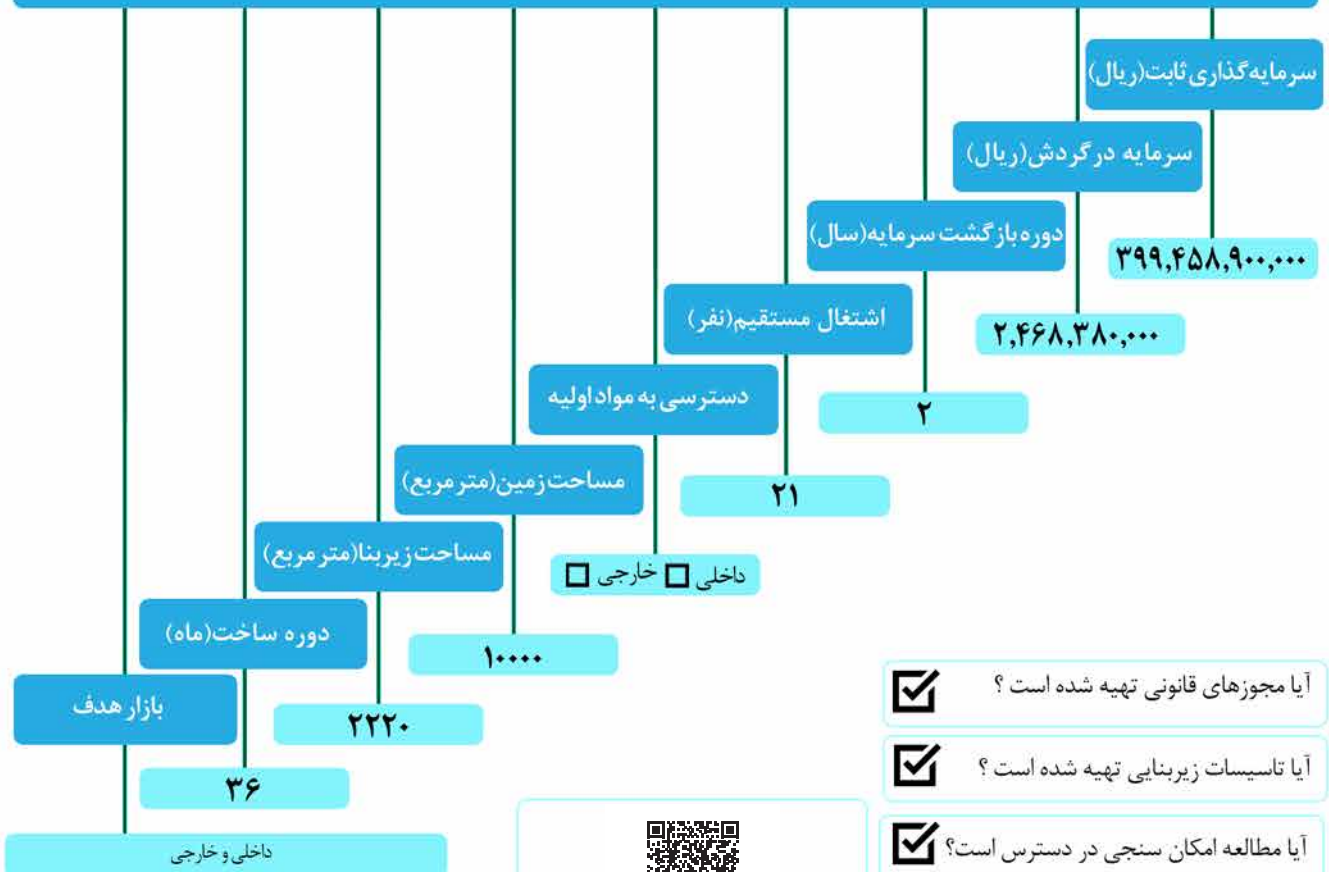 سرمایه‌گذاری ثابت(ریال)
۳۹۹,۴۵۸,۹۰۰,۰۰۰
سرمایه در گردش(ریال)
۲,۴۶۸,۳۸۰,۰۰۰
دوره بازگشت سرمایه(سال)
۲
اشتغال مستقیم(نفر)
۲۱
دسترسی به مواد اولیه
داخلی □ خارجی □
مساحت زمین(متر مربع)
۱۰۰۰۰
مساحت زیربنا(متر مربع)
۲۲۲۰
دوره ساخت(ماه)
۳۶
بازار هدف
داخلی و خارجی
آیا مجوزهای قانونی تهیه شده است ؟ ☑
آیا تاسیسات زیربنایی تهیه شده است ؟ ☑
آیا مطالعه امکان سنجی در دسترس است؟ ☑